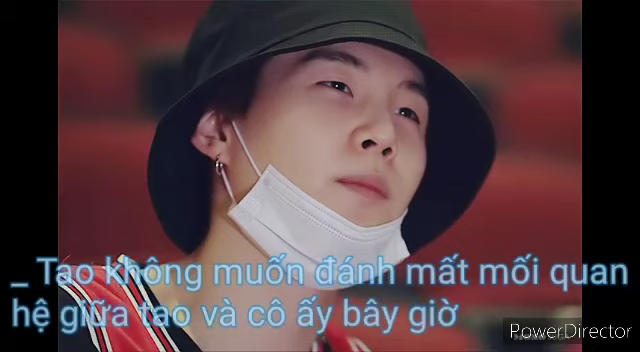 _ Tao không muốn đánh mất mối quan
hệ giữa tao và cô ấy bây giờ
PowerDirector